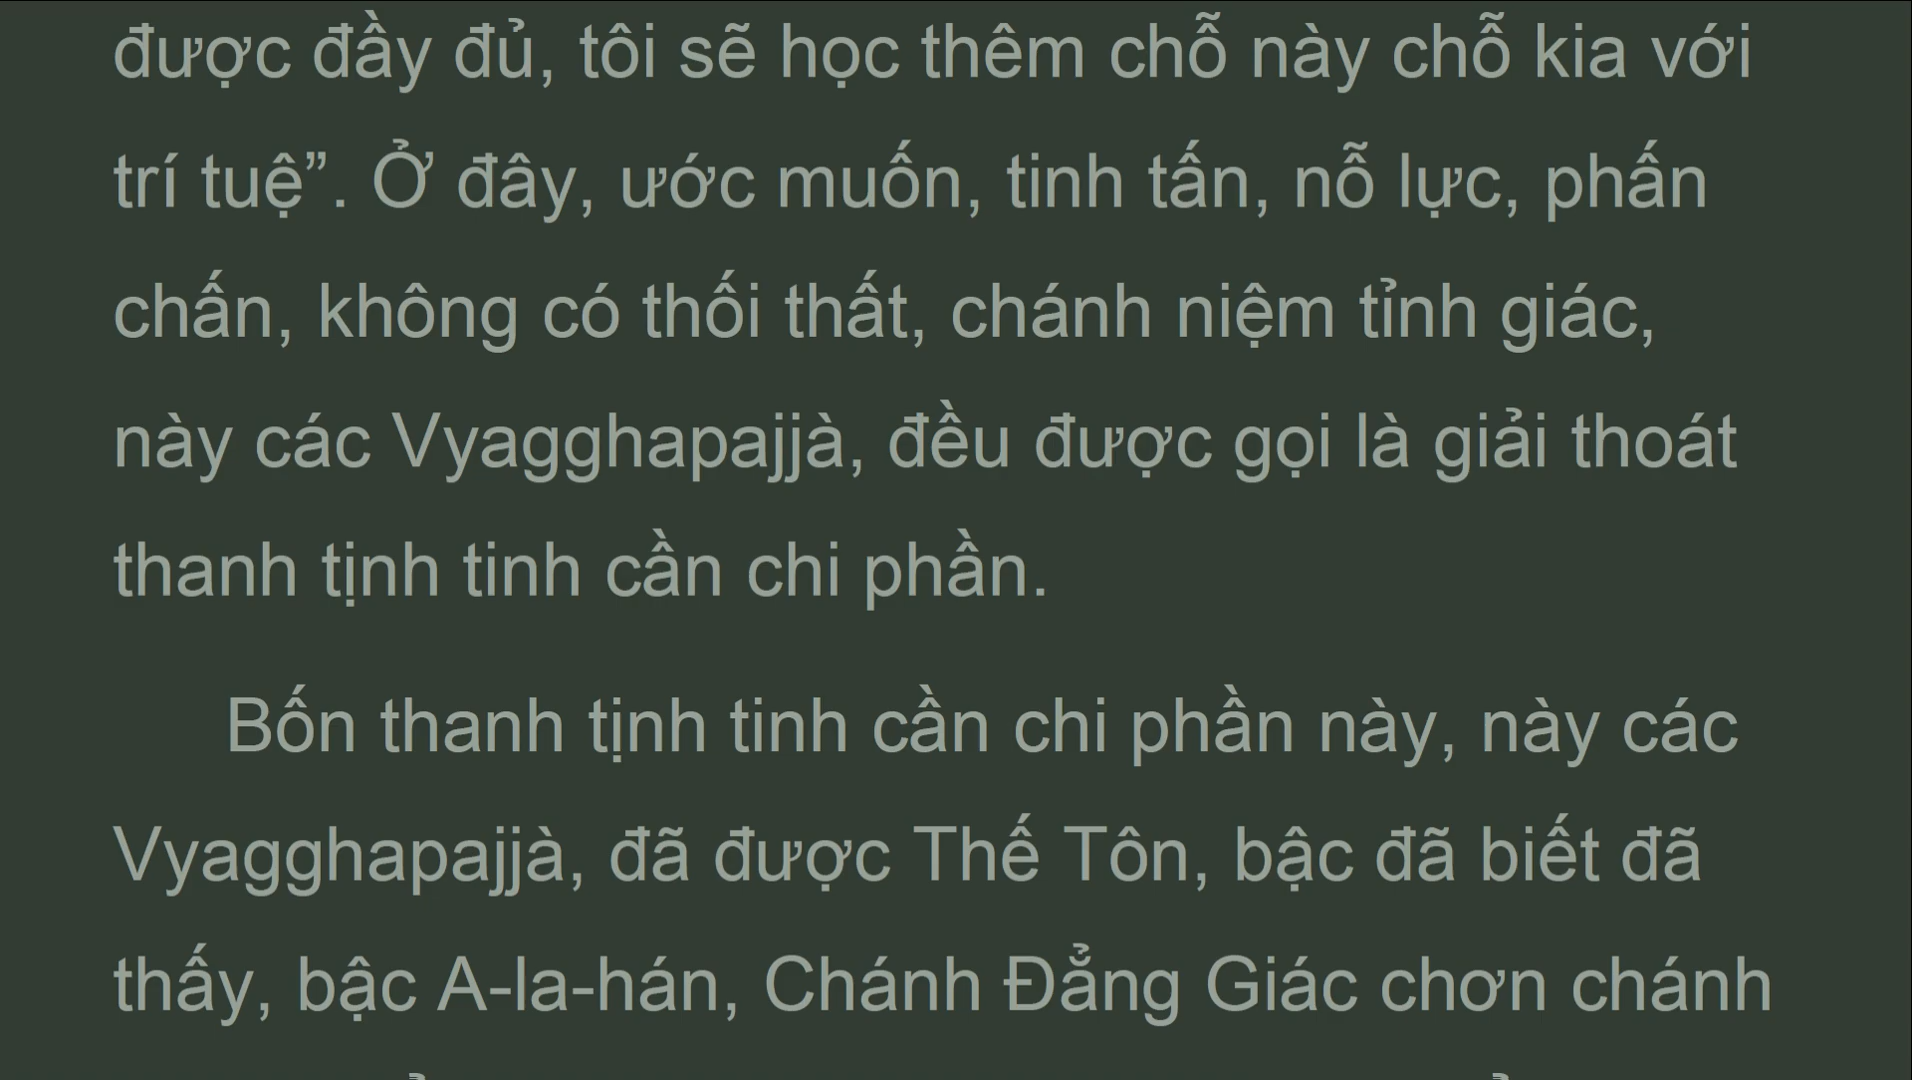 được đầy đủ, tôi sẽ học thêm chỗ này chỗ kia với
trí tuệ”. Ở đây, ước muốn, tinh tấn, nỗ lực, phấn
chấn, không có thối thất, chánh niệm tỉnh giác,
này các Vyagghapajjà, đều được gọi là giải thoát
thanh tịnh tinh cần chi phần.
Bốn thanh tịnh tinh cần chi phần này, này các
Vyagghapajjà, đã được Thế Tôn, bậc đã biết đã
thấy, bậc A-la-hán, Chánh Đẳng Giác chơn chánh